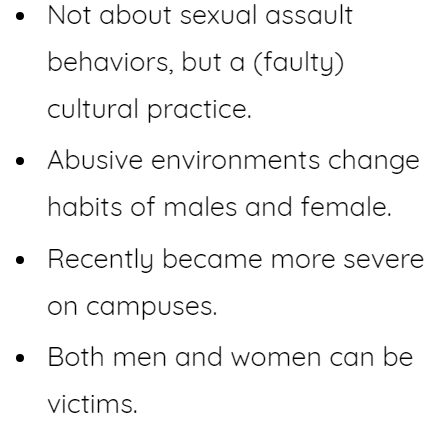 • Not about sexual assault
behaviors, but a (faulty)
cultural practice.
• Abusive environments change
habits of males and female.
• Recently became more severe
on campuses.
• Both men and women can be
victims.